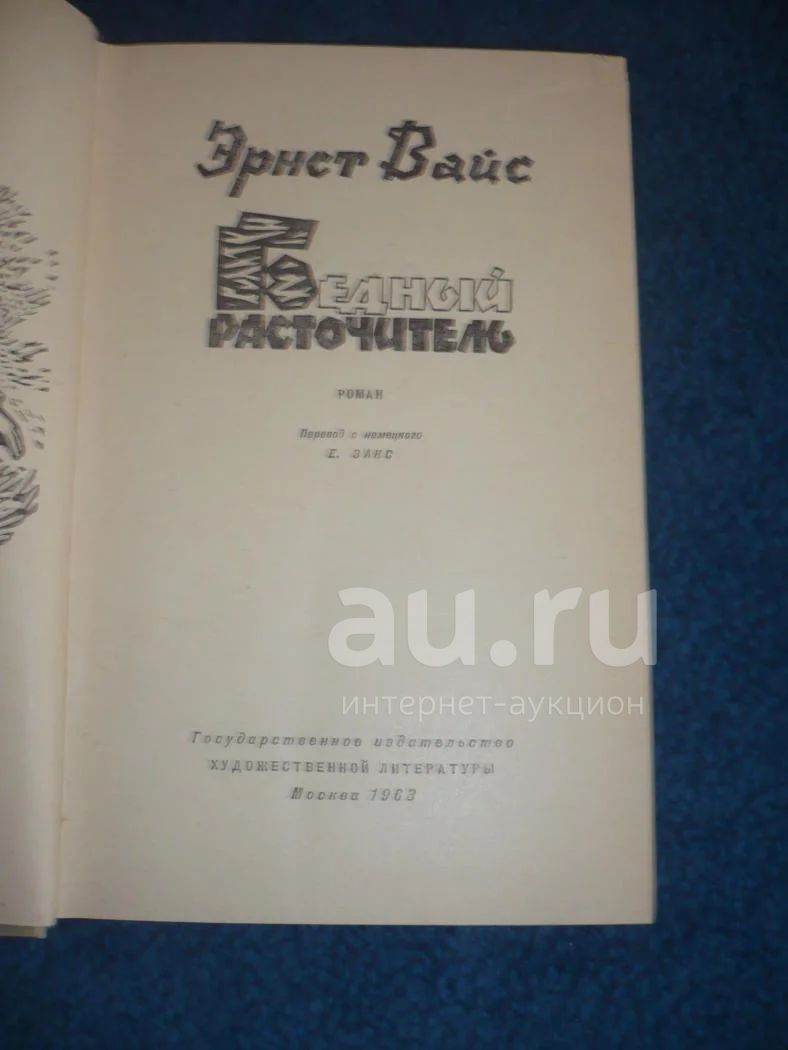 Эрнст Вайс
Бедный
РАСТОЧИТЕЛЬ
РОМАН
Перевод с немецкого
Е. ЗАКС
au.ru
интернет-аукцион
Государственное издательство
ХУДОЖЕСТВЕННОЙ ЛИТЕРАТУРЫ
Москва 1963